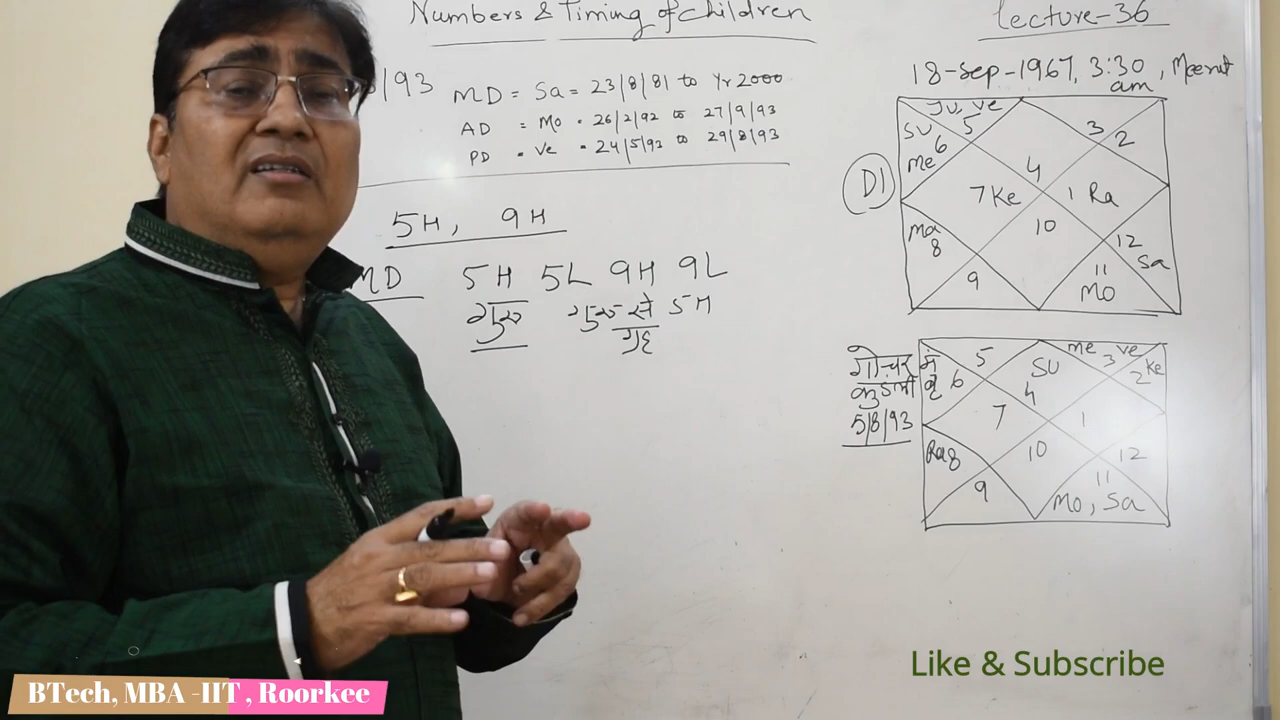 Numbers & Timing of children
Lecture-36
18-Sep-1967, 3:30 am, Meerut
/93
MD = Sa = 23/8/81 to Yr 2000
AD = Mo = 26/2/92 to 27/9/93
PD = Ve = 24/5/93 to 29/8/93
5H, 9H
MD 5H 5L 9H 9L
गुरु गुरु से 5H
ग्रह
D1
Ju, Ve
5
Su
6
Me
3
2
4
7 Ke
1 Ra
10
Ma
8
9
12
Sa
11
Mo
गोचर में
कुंडली
5/8/93
5
6
Su
4
Me
3
Ve
2
Ke
7
1
Ra 8
10
12
9
11
Mo, Sa
Like & Subscribe
BTech, MBA -IIT , Roorkee